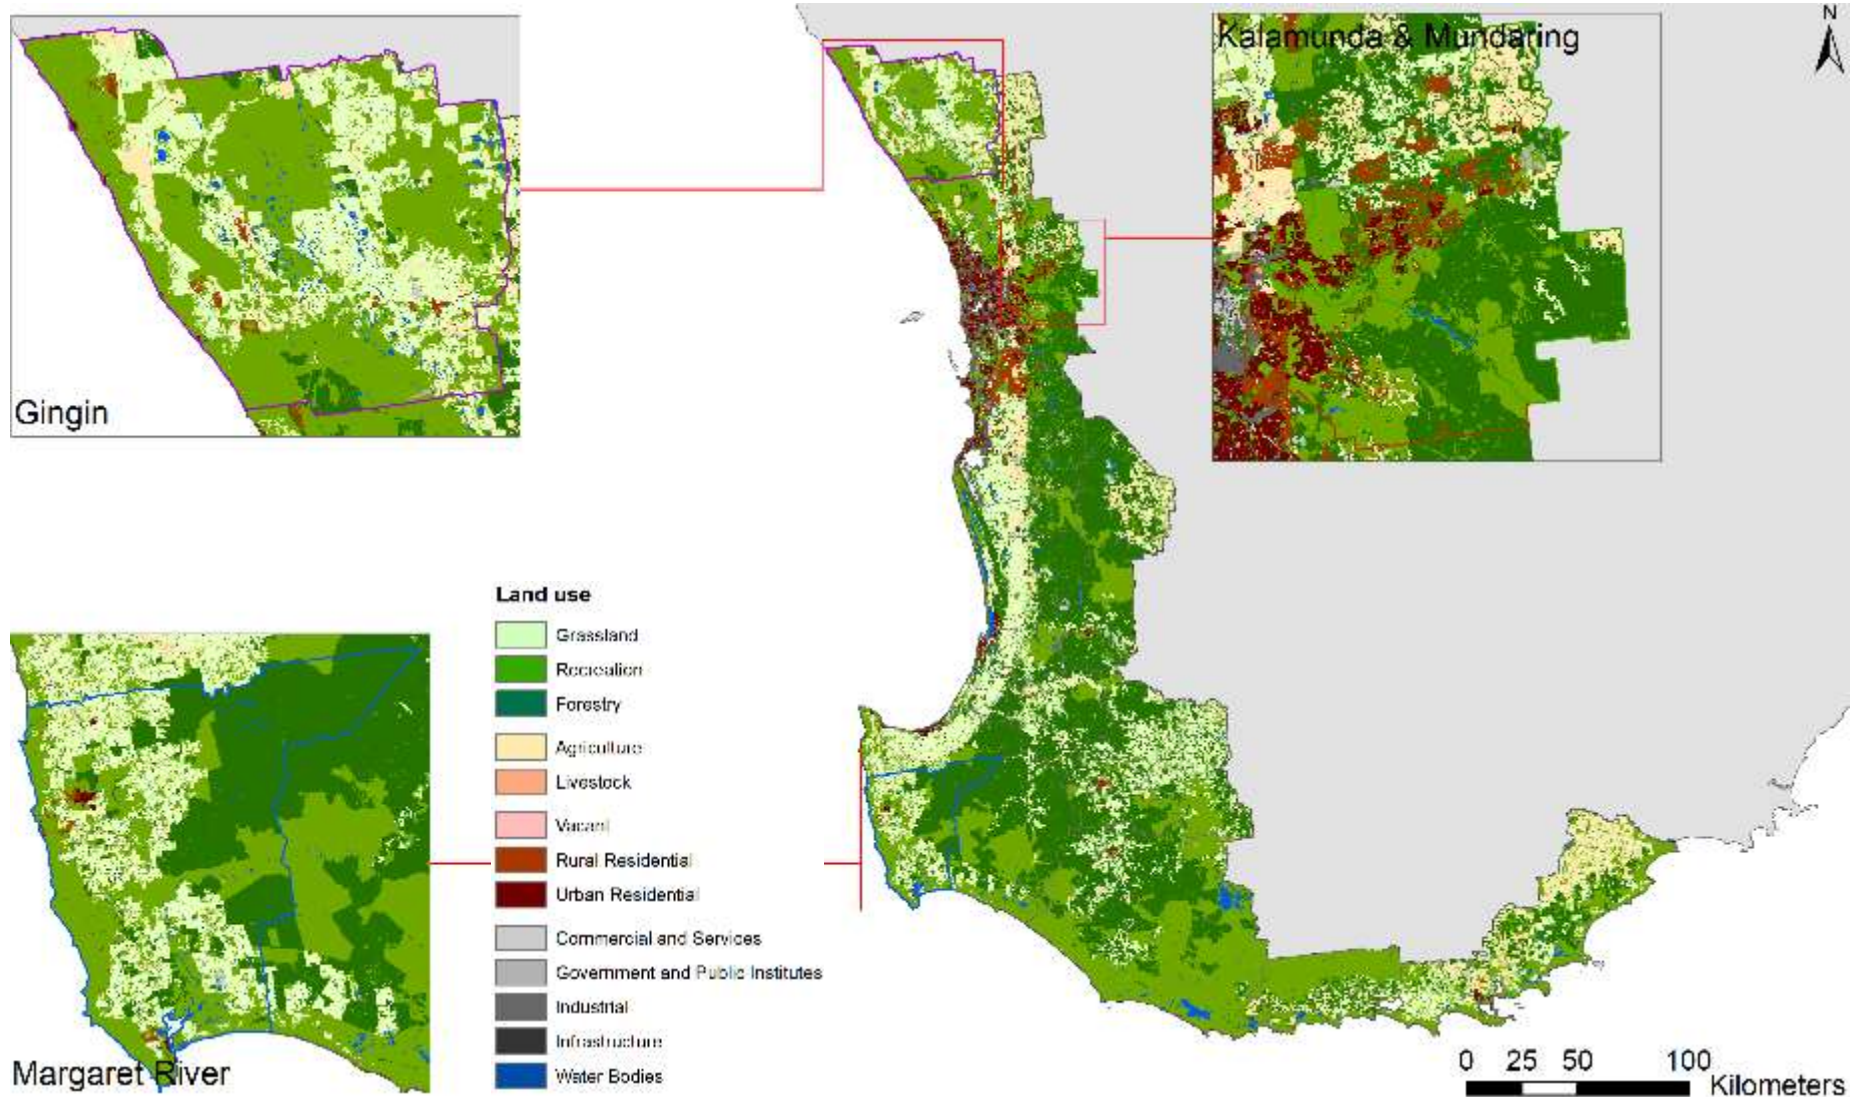 Kalamunda & Mundaring
N
Gingin
Land use
Grassland
Recreation
Forestry
Agriculture
Livestock
Vacant
Rural Residential
Urban Residential
Commercial and Services
Government and Public Institutes
Industrial
Infrastructure
Water Bodies
Margaret River
0 25 50 100
Kilometers